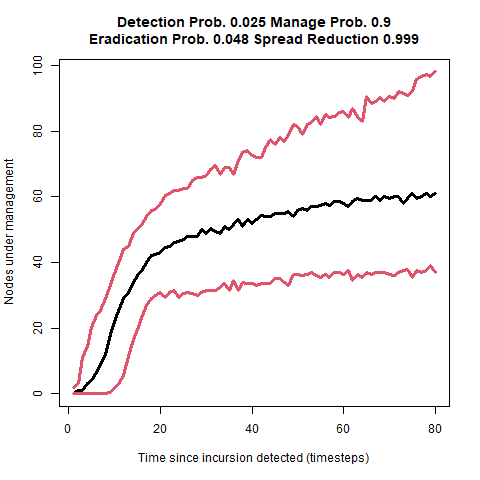 Detection Prob. 0.025 Manage Prob. 0.9
Eradication Prob. 0.048 Spread Reduction 0.999
Nodes under management
100
80
60
40
20
0
0 20 40 60 80
Time since incursion detected (timesteps)